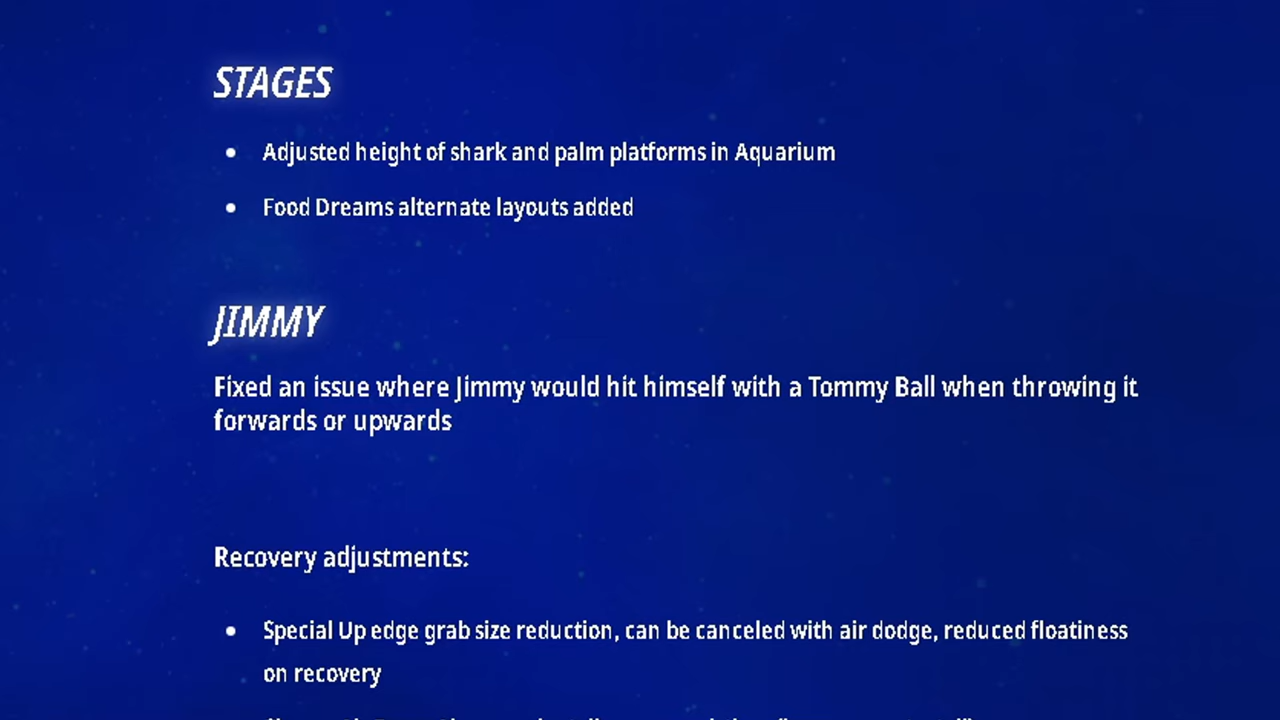 STAGES
• Adjusted height of shark and palm platforms in Aquarium
• Food Dreams alternate layouts added
JIMMY
Fixed an issue where Jimmy would hit himself with a Tommy Ball when throwing it
forwards or upwards
Recovery adjustments:
• Special Up edge grab size reduction, can be canceled with air dodge, reduced floatiness
on recovery